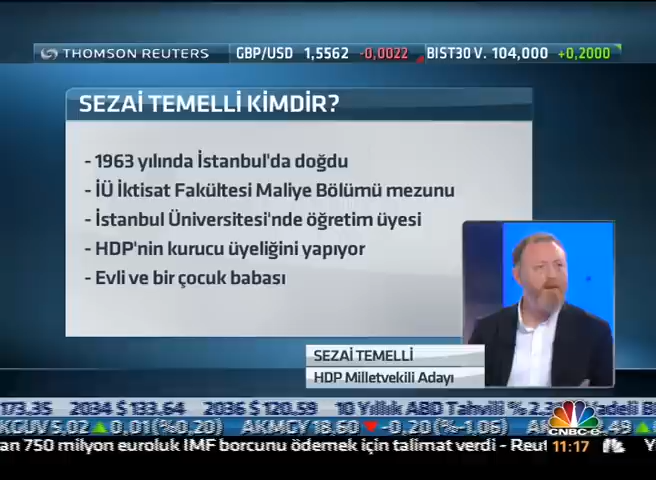 THOMSON REUTERS GBP/USD 1,5562 -0,0022 BIST30 V. 104,000 +0,2000
SEZAİ TEMELLİ KİMDİR?
- 1963 yılında İstanbul'da doğdu
- İÜ İktisat Fakültesi Maliye Bölümü mezunu
- İstanbul Üniversitesi'nde öğretim üyesi
- HDP'nin kurucu üyeliğini yapıyor
- Evli ve bir çocuk babası
SEZAİ TEMELLİ
HDP Milletvekili Adayı
173.35 2034 $ 133.64 2036 $ 120.59 10 Yıllık ABD Tahvili % 2.
KGUV 5,02 0,01 (%0,20) AKMGY 18,60 -0,20 (%-1,06)
CNBC-e
an 750 milyon euroluk IMF borcunu ödemek için talimat verdi - Reut 11:17